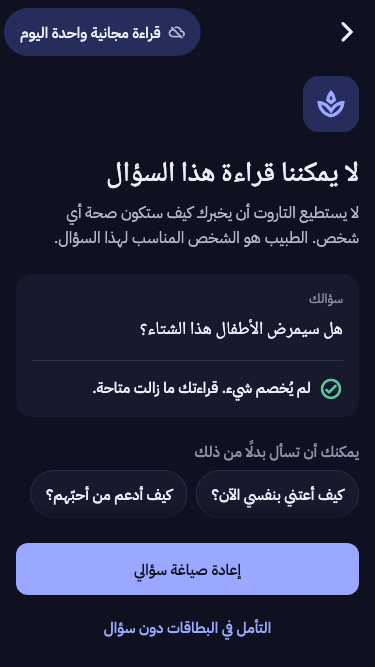 قراءة مجانية واحدة اليوم
لا يمكننا قراءة هذا السؤال
لا يستطيع التاروت أن يخبرك كيف ستكون صحة أي
شخص. الطبيب هو الشخص المناسب لهذا السؤال.
سؤالك
هل سيمرض الأطفال هذا الشتاء؟
لم يُخصم شيء. قراءتك ما زالت متاحة.
يمكنك أن تسأل بدلًا من ذلك
كيف أعتني بنفسي الآن؟
كيف أدعم من أحبّهم؟
إعادة صياغة سؤالي
التأمل في البطاقات دون سؤال